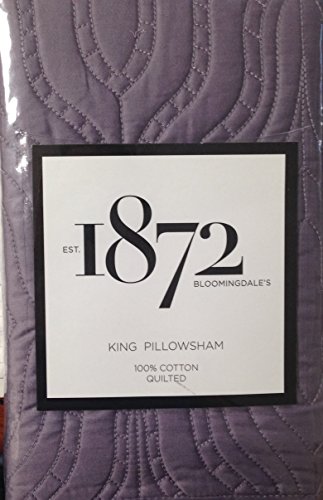 EST. 1872
BLOOMINGDALE'S
KING PILLOWSHAM
100% COTTON
QUILTED